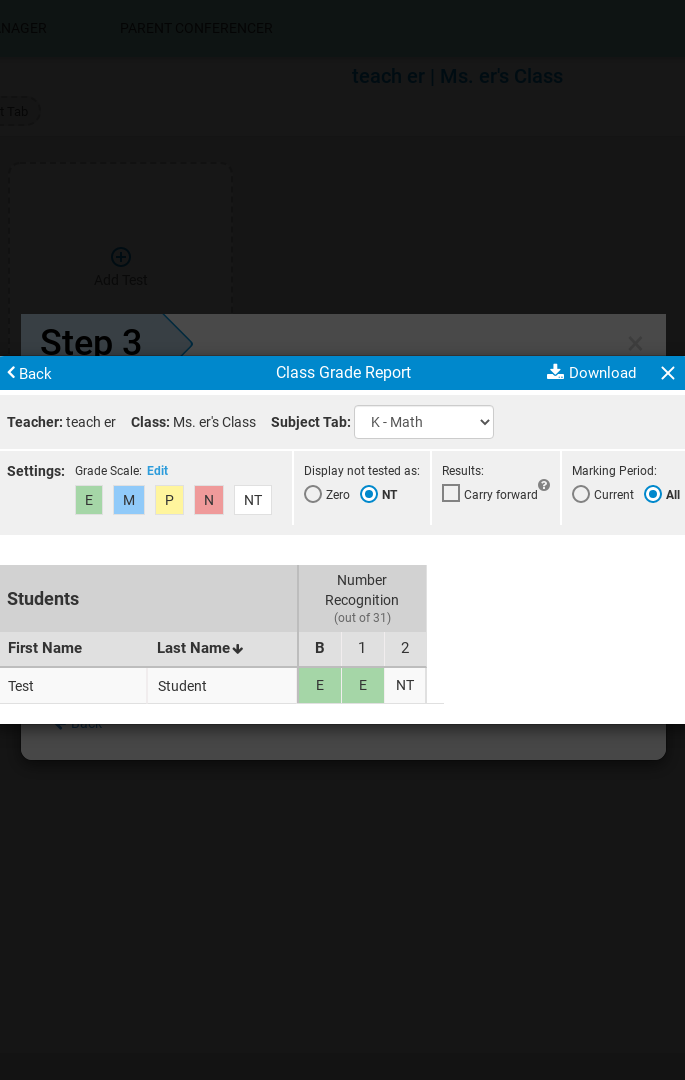 NAGER PARENT CONFERENCER
teach er | Ms. er's Class
t Tab
Add Test
Step 3 ×
Back Class Grade Report Download
Teacher: teach er Class: Ms. er's Class Subject Tab: K - Math
Settings: Grade Scale: Edit Display not tested as: Results: Marking Period:
E M P N NT Zero NT Carry forward ? Current All
Students Number Recognition (out of 31)
First Name Last Name B 1 2
Test Student E E NT
Back